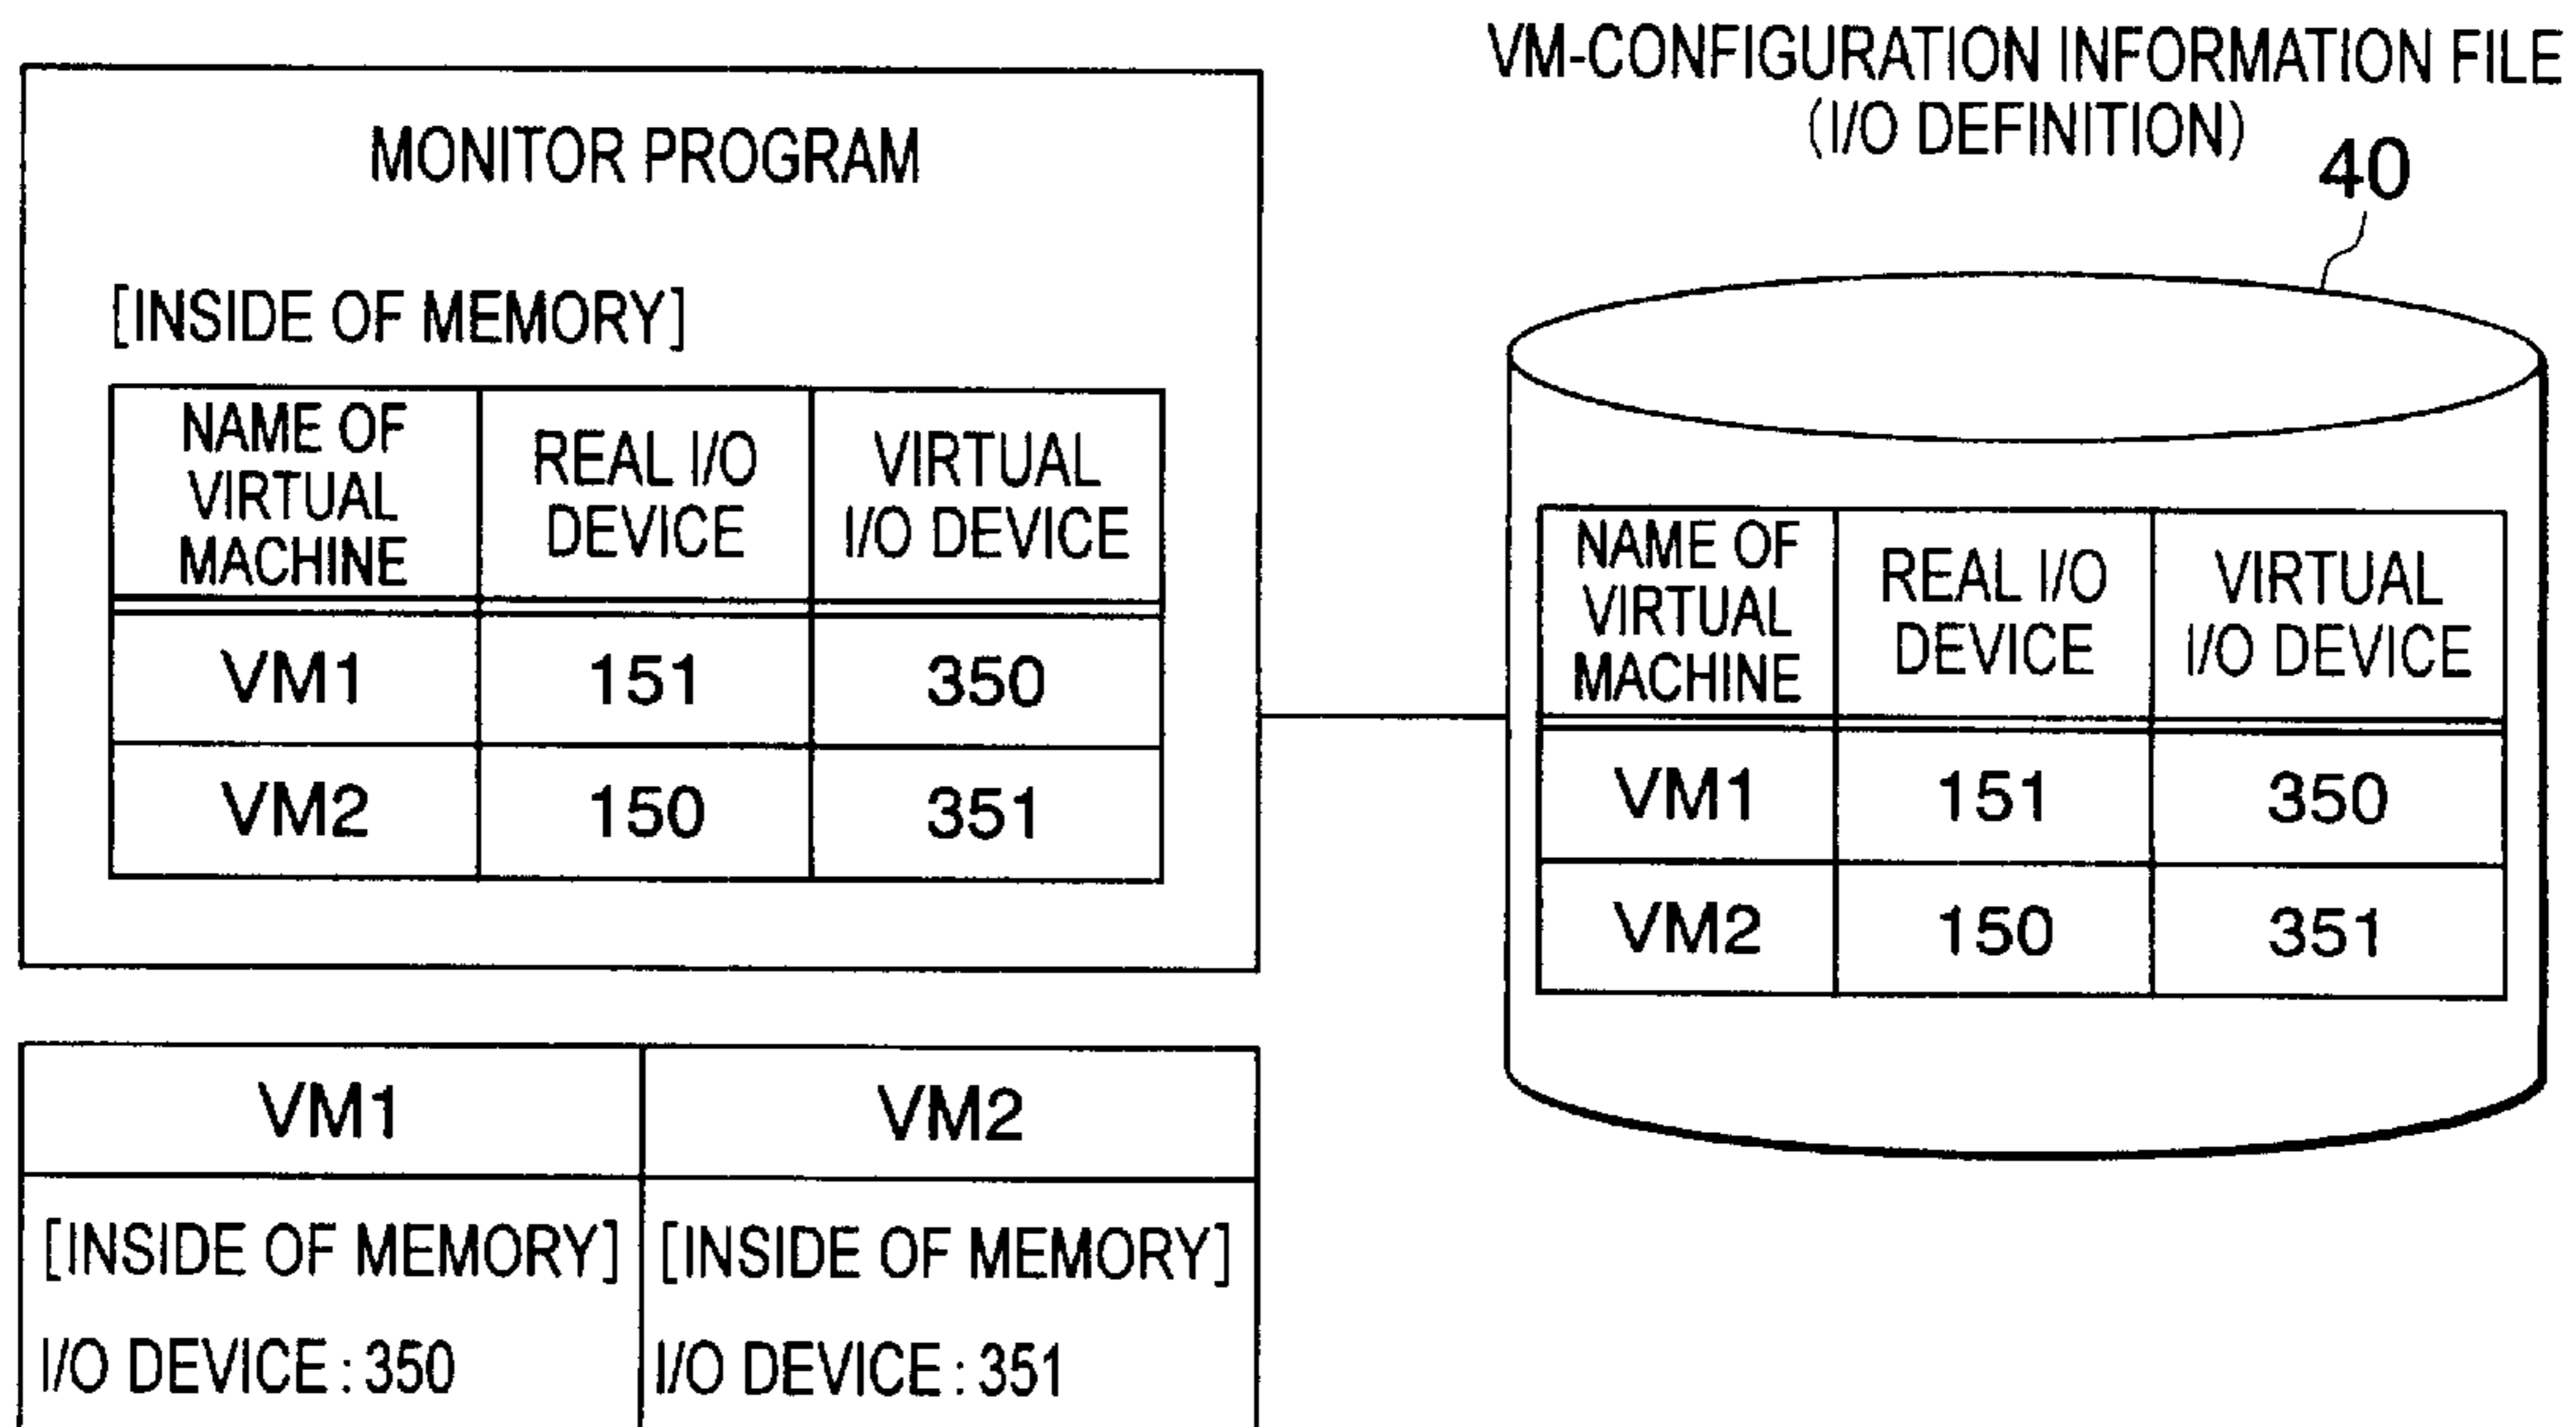 MONITOR PROGRAM
[INSIDE OF MEMORY]
NAME OF
VIRTUAL
MACHINE
REAL I/O
DEVICE
VIRTUAL
I/O DEVICE
VM1 151 350
VM2 150 351
VM-CONFIGURATION INFORMATION FILE
(I/O DEFINITION)
40
NAME OF
VIRTUAL
MACHINE
REAL I/O
DEVICE
VIRTUAL
I/O DEVICE
VM1 151 350
VM2 150 351
VM1
[INSIDE OF MEMORY]
I/O DEVICE : 350
VM2
[INSIDE OF MEMORY]
I/O DEVICE : 351